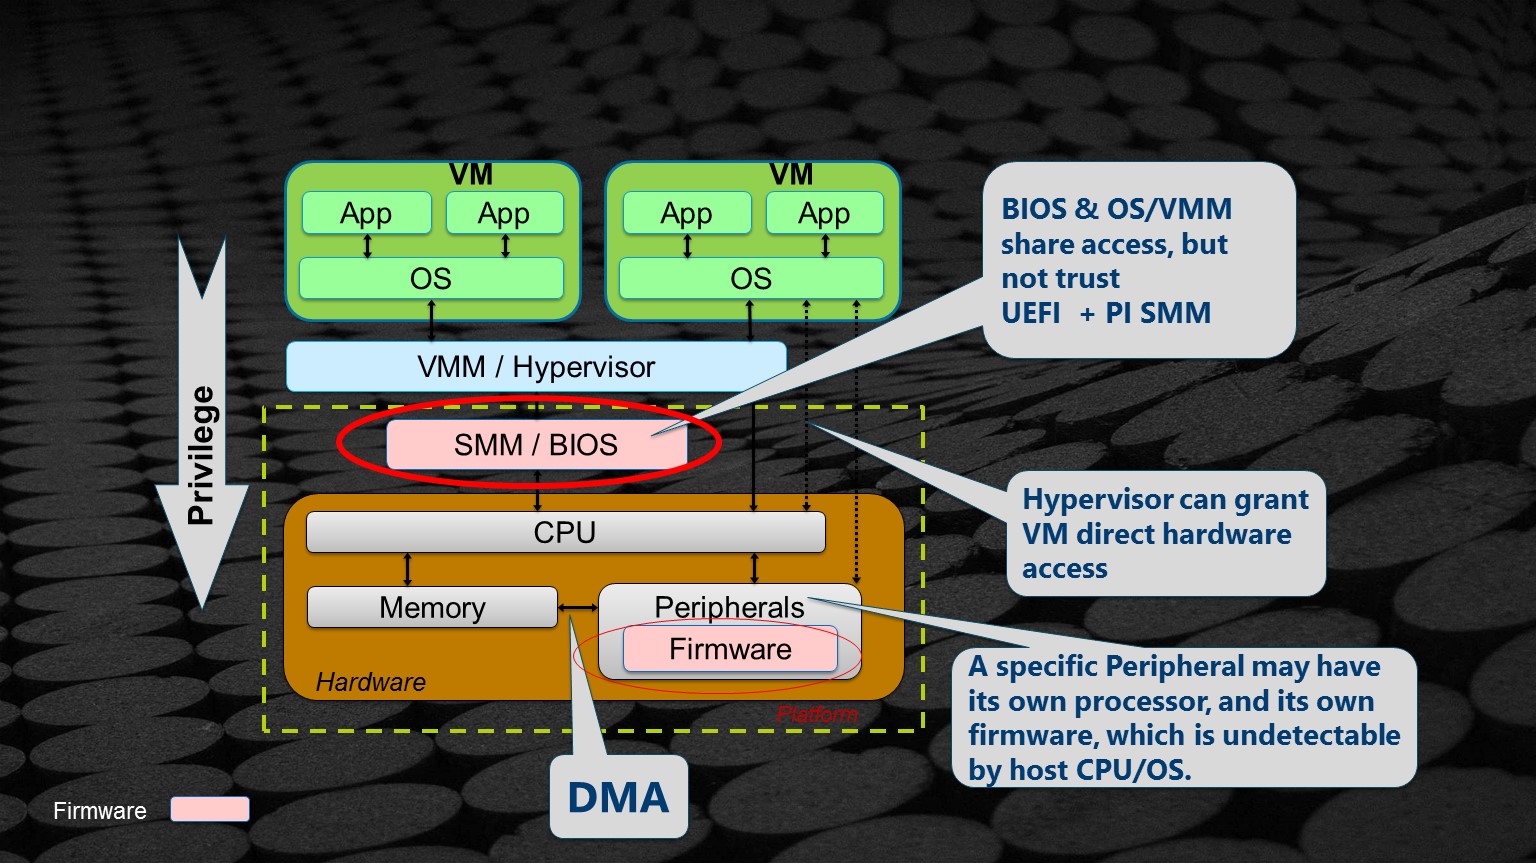 VM
VM
App
App
App
App
OS
OS
BIOS & OS/VMM
share access, but
not trust
UEFI + PI SMM
VMM / Hypervisor
Privilege
SMM / BIOS
Hypervisor can grant
VM direct hardware
access
CPU
Memory
Peripherals
Firmware
Hardware
Platform
A specific Peripheral may have
its own processor, and its own
firmware, which is undetectable
by host CPU/OS.
DMA
Firmware